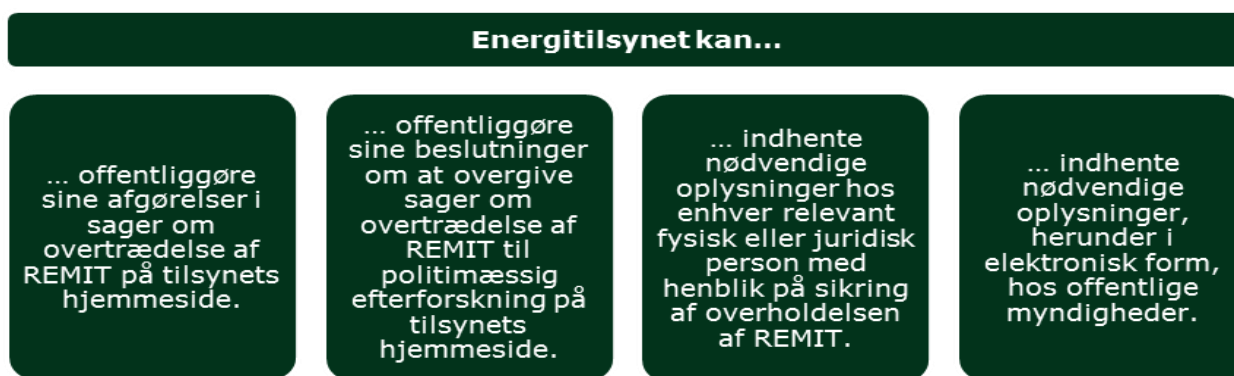 Energitilsynet kan...
... offentliggøre
sine afgørelser i
sager om
overtrædelse af
REMIT på tilsynets
hjemmeside.
... offentliggøre
sine beslutninger
om at overgive
sager om
overtrædelse af
REMIT til
politimæssig
efterforskning på
tilsynets
hjemmeside.
... indhente
nødvendige
oplysninger hos
enhver relevant
fysisk eller juridisk
person med
henblik på sikring
af overholdelsen
af REMIT.
... indhente
nødvendige
oplysninger,
herunder i
elektronisk form,
hos offentlige
myndigheder.